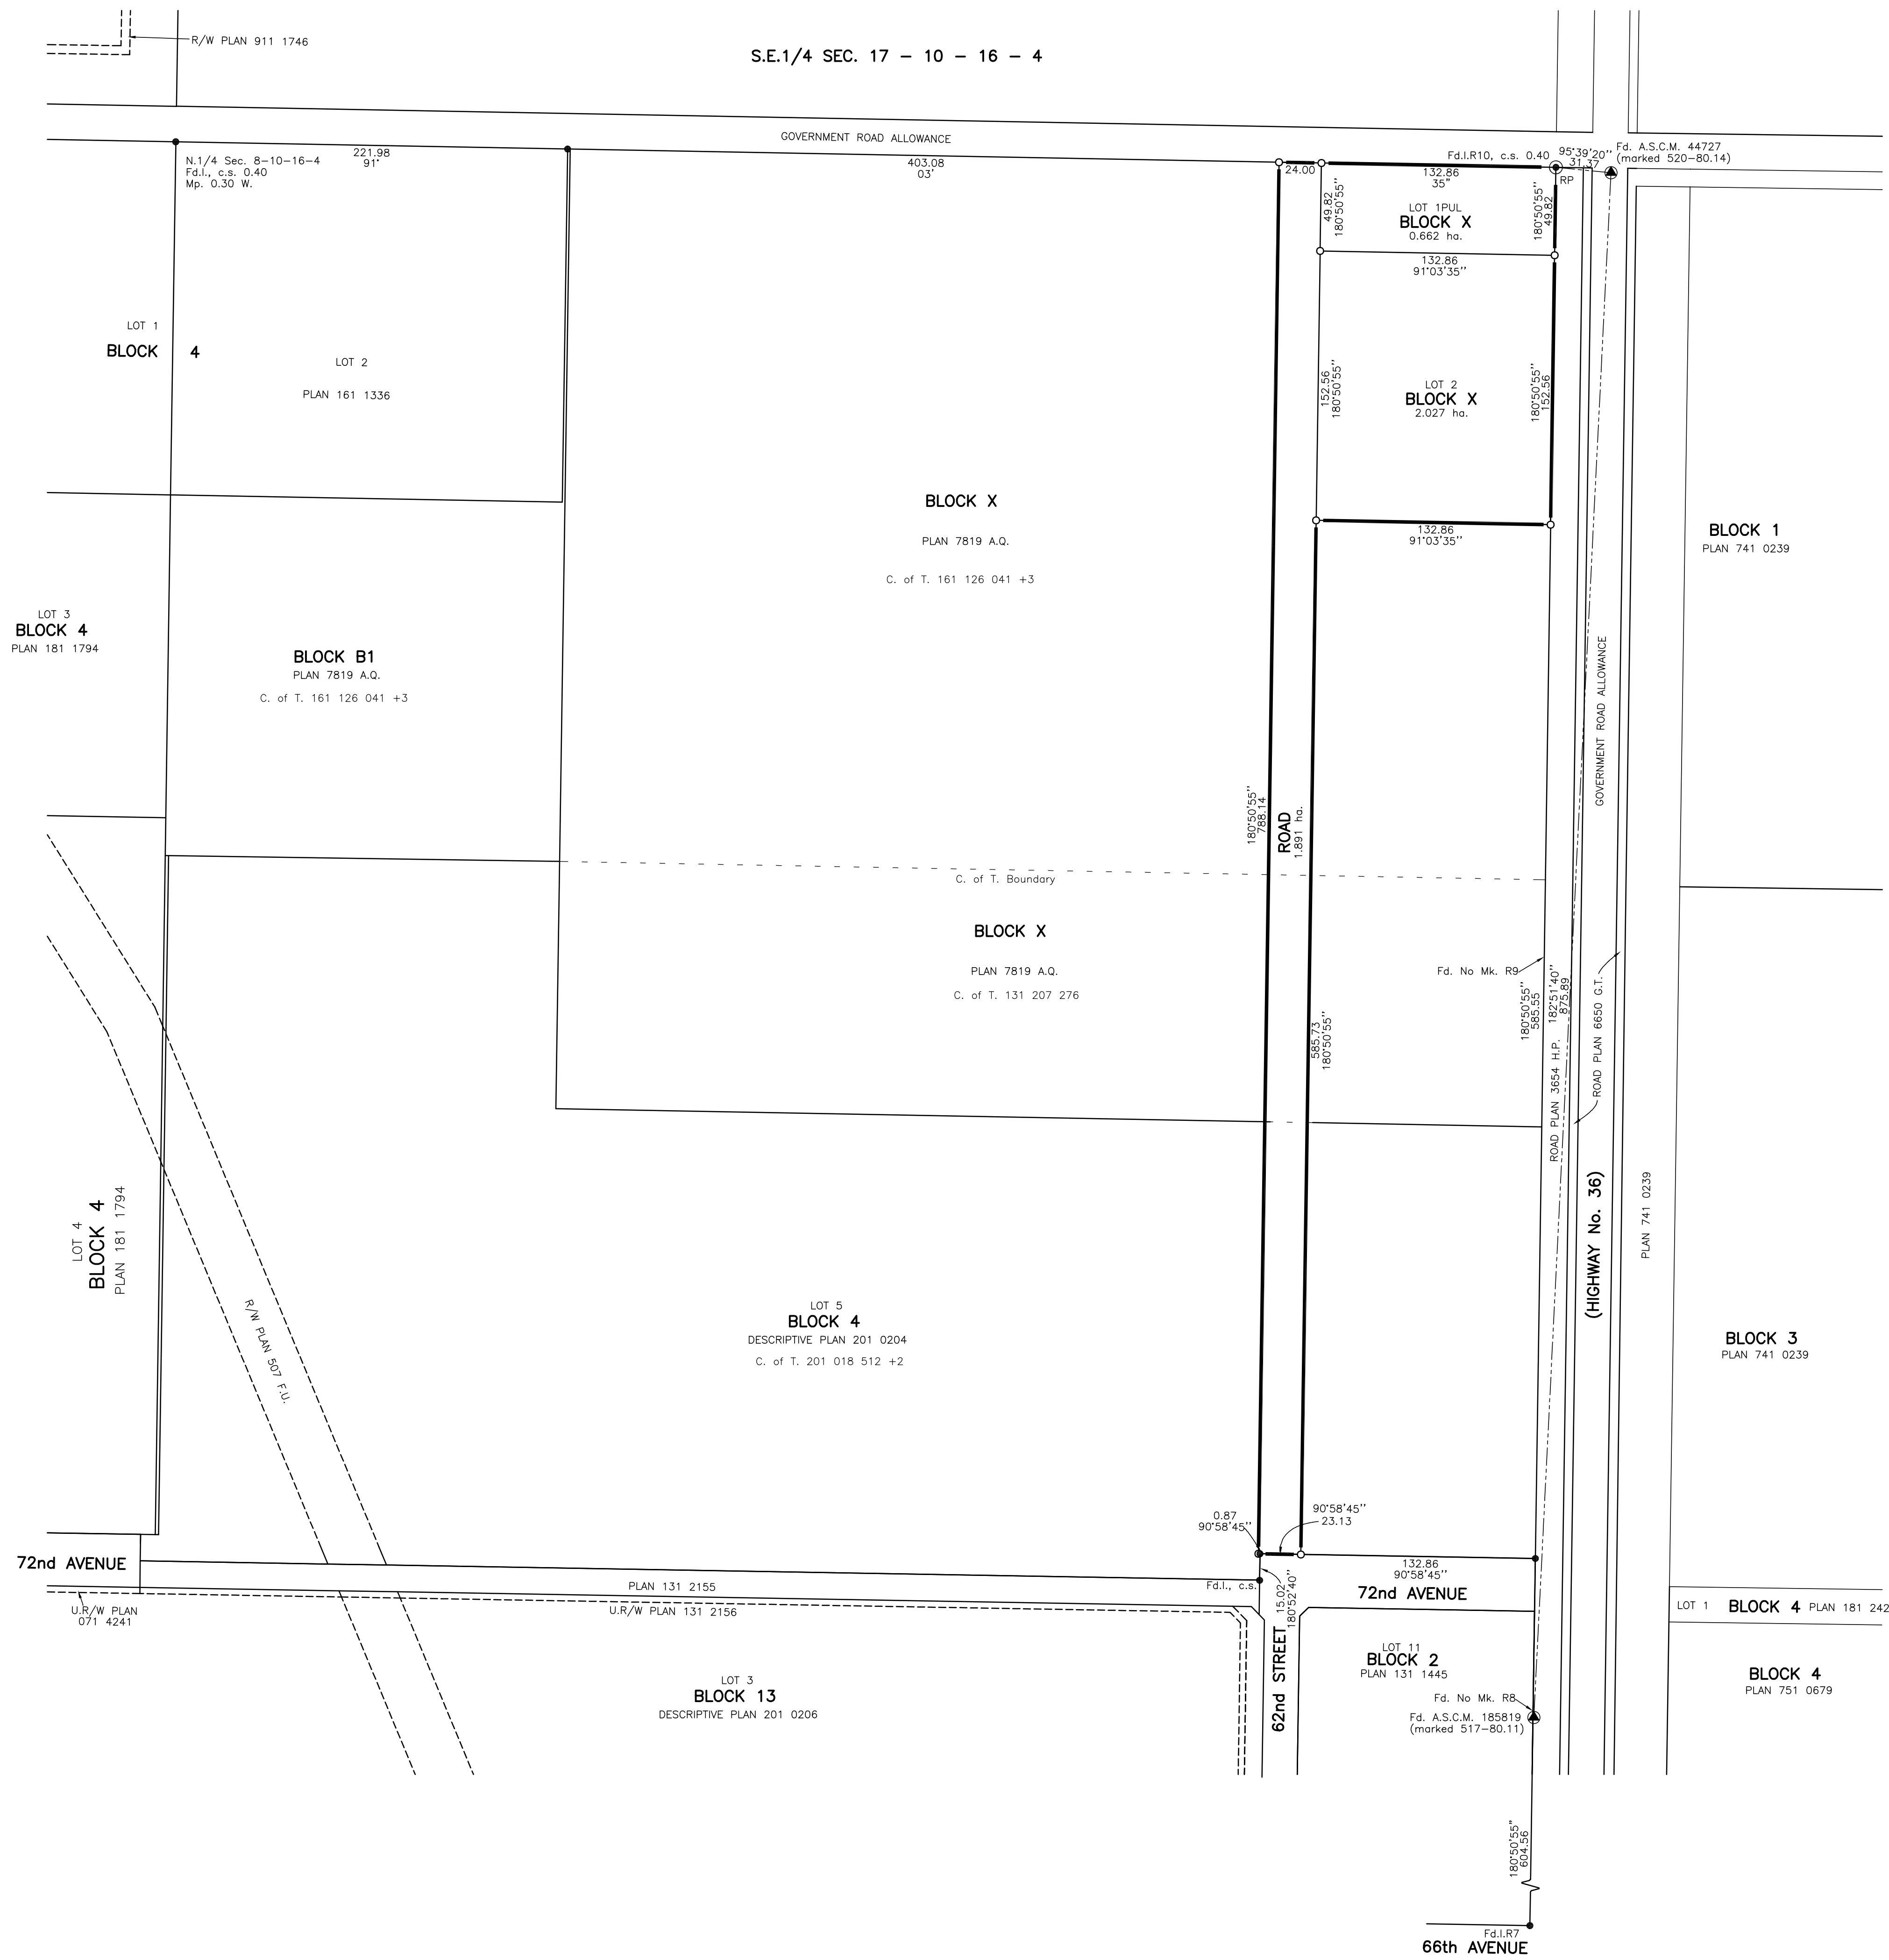 R/W PLAN 911 1746
S.E.1/4 SEC. 17 – 10 – 16 – 4
GOVERNMENT ROAD ALLOWANCE
N.1/4 Sec. 8–10–16–4
Fd.I., c.s. 0.40
Mp. 0.30 W.
221.98
91°
403.08
03'
24.00
Fd.I.R10, c.s. 0.40
132.86
35"
95°39'20''
31.37
Fd. A.S.C.M. 44727
(marked 520–80.14)
RP
49.82
180°50'55''
LOT 1PUL
BLOCK X
0.662 ha.
180°50'55''
49.82
132.86
91°03'35''
LOT 1
BLOCK 4
LOT 2
PLAN 161 1336
152.56
180°50'55''
LOT 2
BLOCK X
2.027 ha.
180°50'55''
152.56
132.86
91°03'35''
BLOCK X
PLAN 7819 A.Q.
C. of T. 161 126 041 +3
BLOCK 1
PLAN 741 0239
LOT 3
BLOCK 4
PLAN 181 1794
BLOCK B1
PLAN 7819 A.Q.
C. of T. 161 126 041 +3
GOVERNMENT ROAD ALLOWANCE
180°50'55''
788.14
ROAD
1.891 ha.
C. of T. Boundary
BLOCK X
PLAN 7819 A.Q.
C. of T. 131 207 276
Fd. No Mk. R9
180°50'55''
585.55
182°51'40''
875.89
585.73
180°50'55''
ROAD PLAN 3654 H.P.
ROAD PLAN 6650 G.T.
(HIGHWAY No. 36)
PLAN 741 0239
LOT 4
BLOCK 4
PLAN 181 1794
R/W PLAN 507 F.U.
LOT 5
BLOCK 4
DESCRIPTIVE PLAN 201 0204
C. of T. 201 018 512 +2
BLOCK 3
PLAN 741 0239
0.87
90°58'45''
90°58'45''
23.13
132.86
90°58'45''
72nd AVENUE
PLAN 131 2155
Fd.I., c.s.
15.02
180°52'40''
72nd AVENUE
U.R/W PLAN
071 4241
U.R/W PLAN 131 2156
LOT 1 BLOCK 4 PLAN 181 242
62nd STREET
LOT 11
BLOCK 2
PLAN 131 1445
LOT 3
BLOCK 13
DESCRIPTIVE PLAN 201 0206
BLOCK 4
PLAN 751 0679
Fd. No Mk. R8
Fd. A.S.C.M. 185819
(marked 517–80.11)
180°50'55"
604.56
Fd.I.R7
66th AVENUE